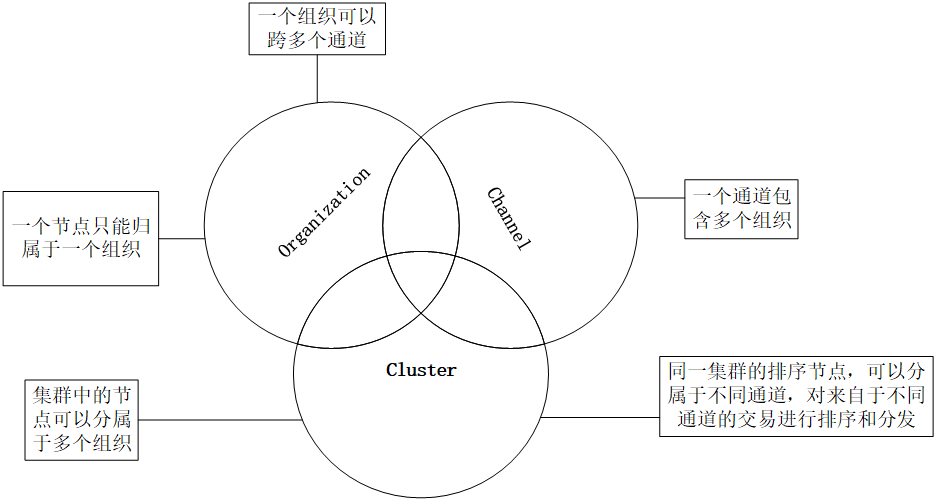 一个组织可以
跨多个通道
Organization
Channel
一个节点只能归
属于一个组织
一个通道包
含多个组织
Cluster
集群中的节
点可以分属
于多个组织
同一集群的排序节点，可以分
属于不同通道，对来自于不同
通道的交易进行排序和分发